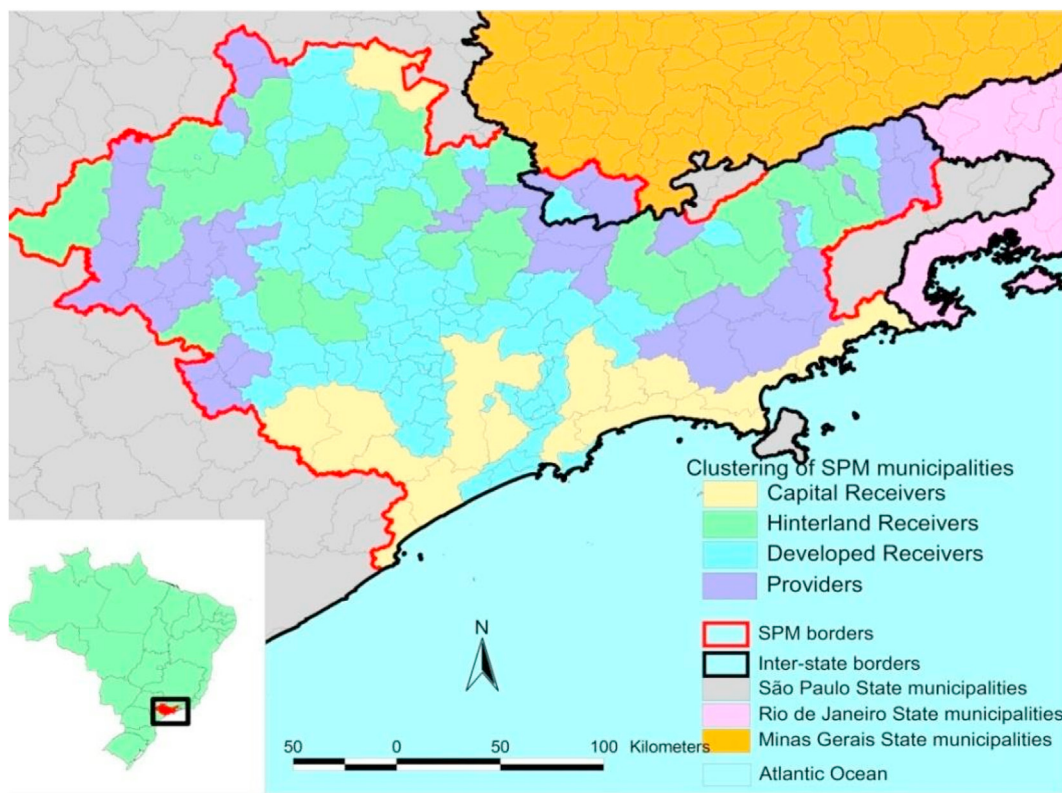 Clustering of SPM municipalities
Capital Receivers
Hinterland Receivers
Developed Receivers
Providers
SPM borders
Inter-state borders
São Paulo State municipalities
Rio de Janeiro State municipalities
Minas Gerais State municipalities
Atlantic Ocean
N
50 0 50 100 Kilometers